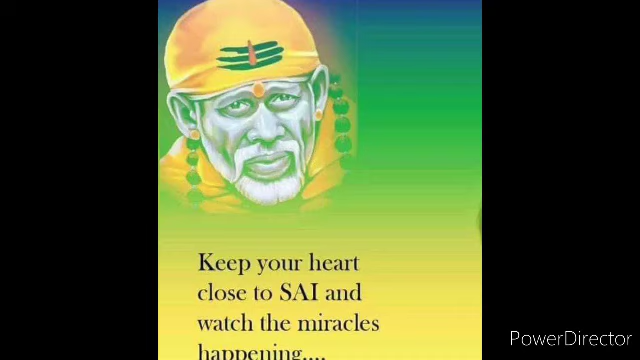 Keep your heart
close to SAI and
watch the miracles
happening....
PowerDirector